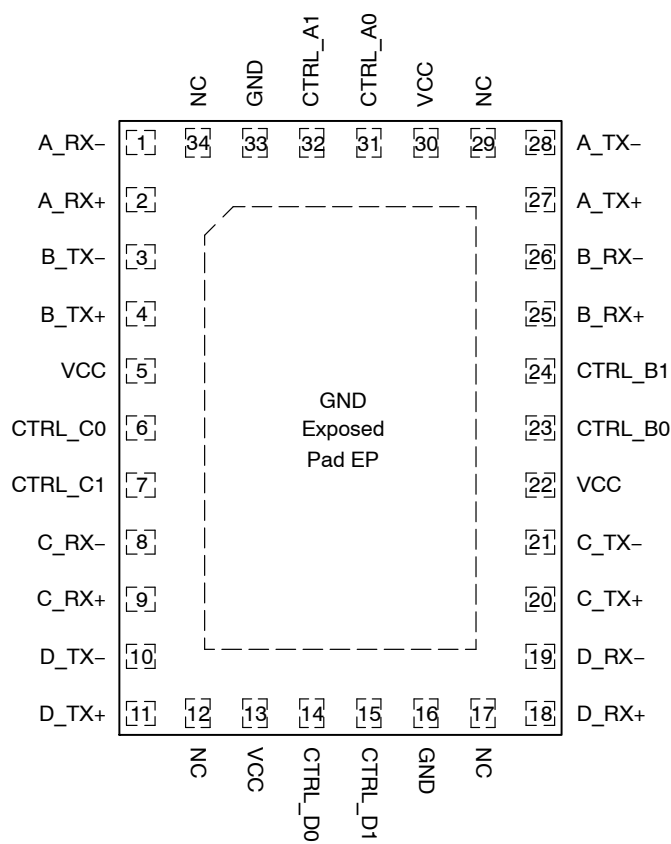 NC
GND
CTRL_A1
CTRL_A0
VCC
NC
A_RX− 1 34 33 32 31 30 29 28 A_TX−
A_RX+ 2 27 A_TX+
B_TX− 3 26 B_RX−
B_TX+ 4 25 B_RX+
VCC 5 24 CTRL_B1
GND
CTRL_C0 6 Exposed 23 CTRL_B0
Pad EP
CTRL_C1 7 22 VCC
C_RX− 8 21 C_TX−
C_RX+ 9 20 C_TX+
D_TX− 10 19 D_RX−
D_TX+ 11 12 13 14 15 16 17 18 D_RX+
NC
VCC
CTRL_D0
CTRL_D1
GND
NC